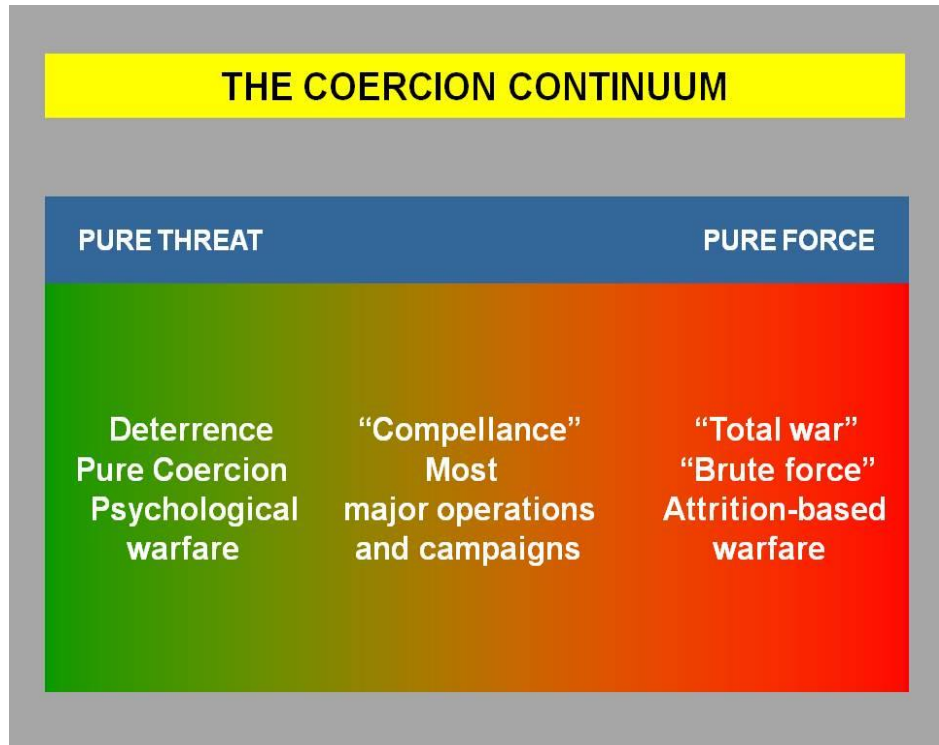 THE COERCION CONTINUUM
PURE THREAT
PURE FORCE
Deterrence
Pure Coercion
Psychological
warfare
“Compellance”
Most
major operations
and campaigns
“Total war”
“Brute force”
Attrition-based
warfare